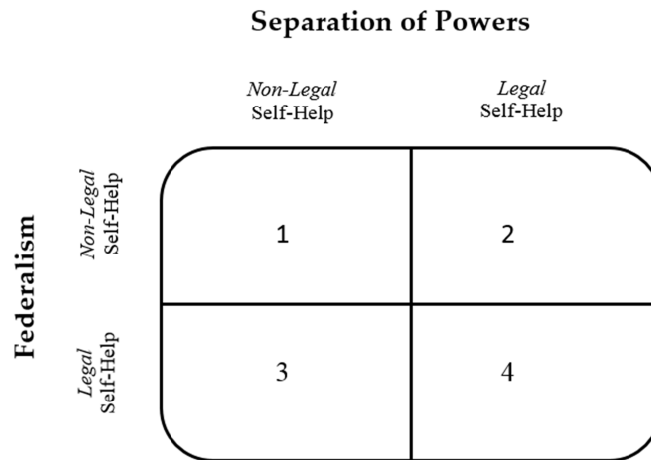 Separation of Powers
Non-Legal
Self-Help
Legal
Self-Help
Federalism
Non-Legal
Self-Help
1
2
Legal
Self-Help
3
4